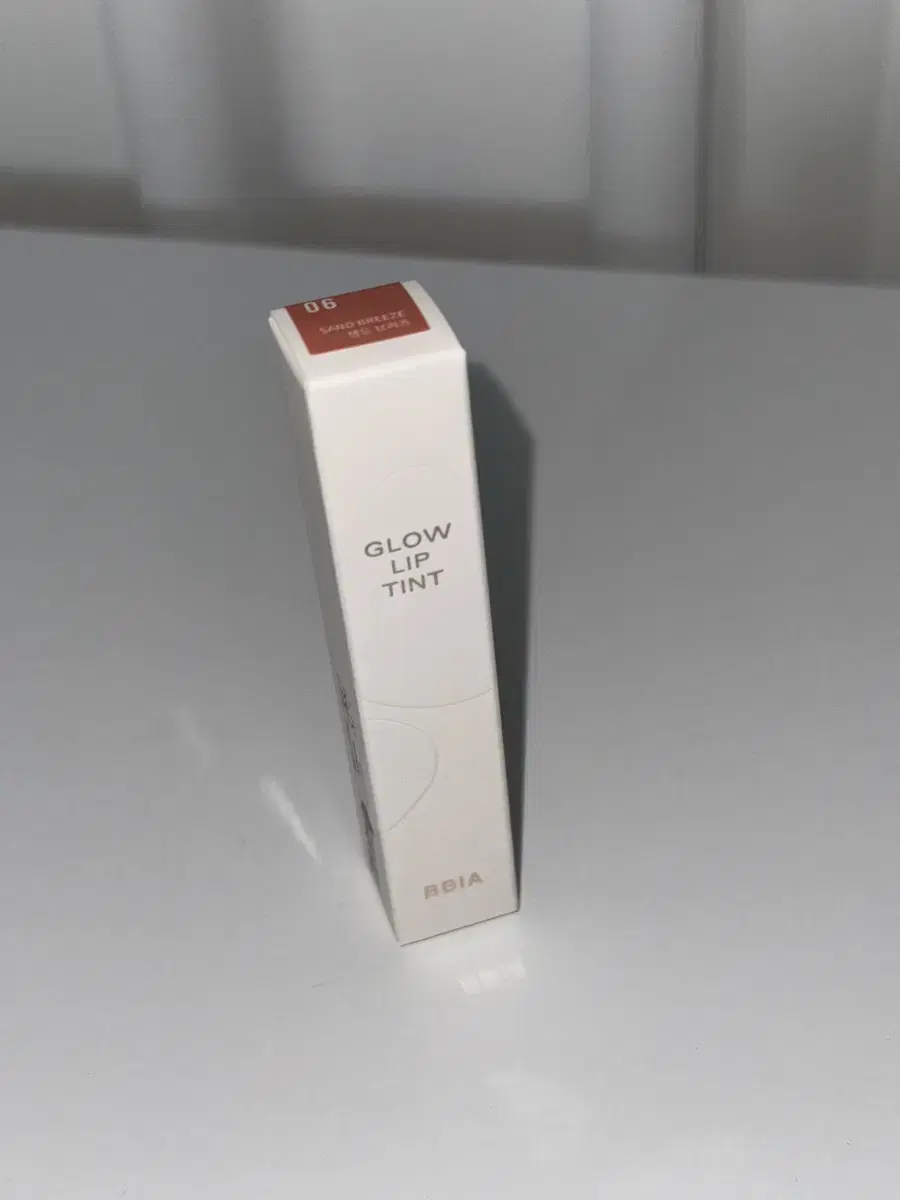 06
SAND BREEZE
샌드 브리즈
GLOW
LIP
TINT
BBIA